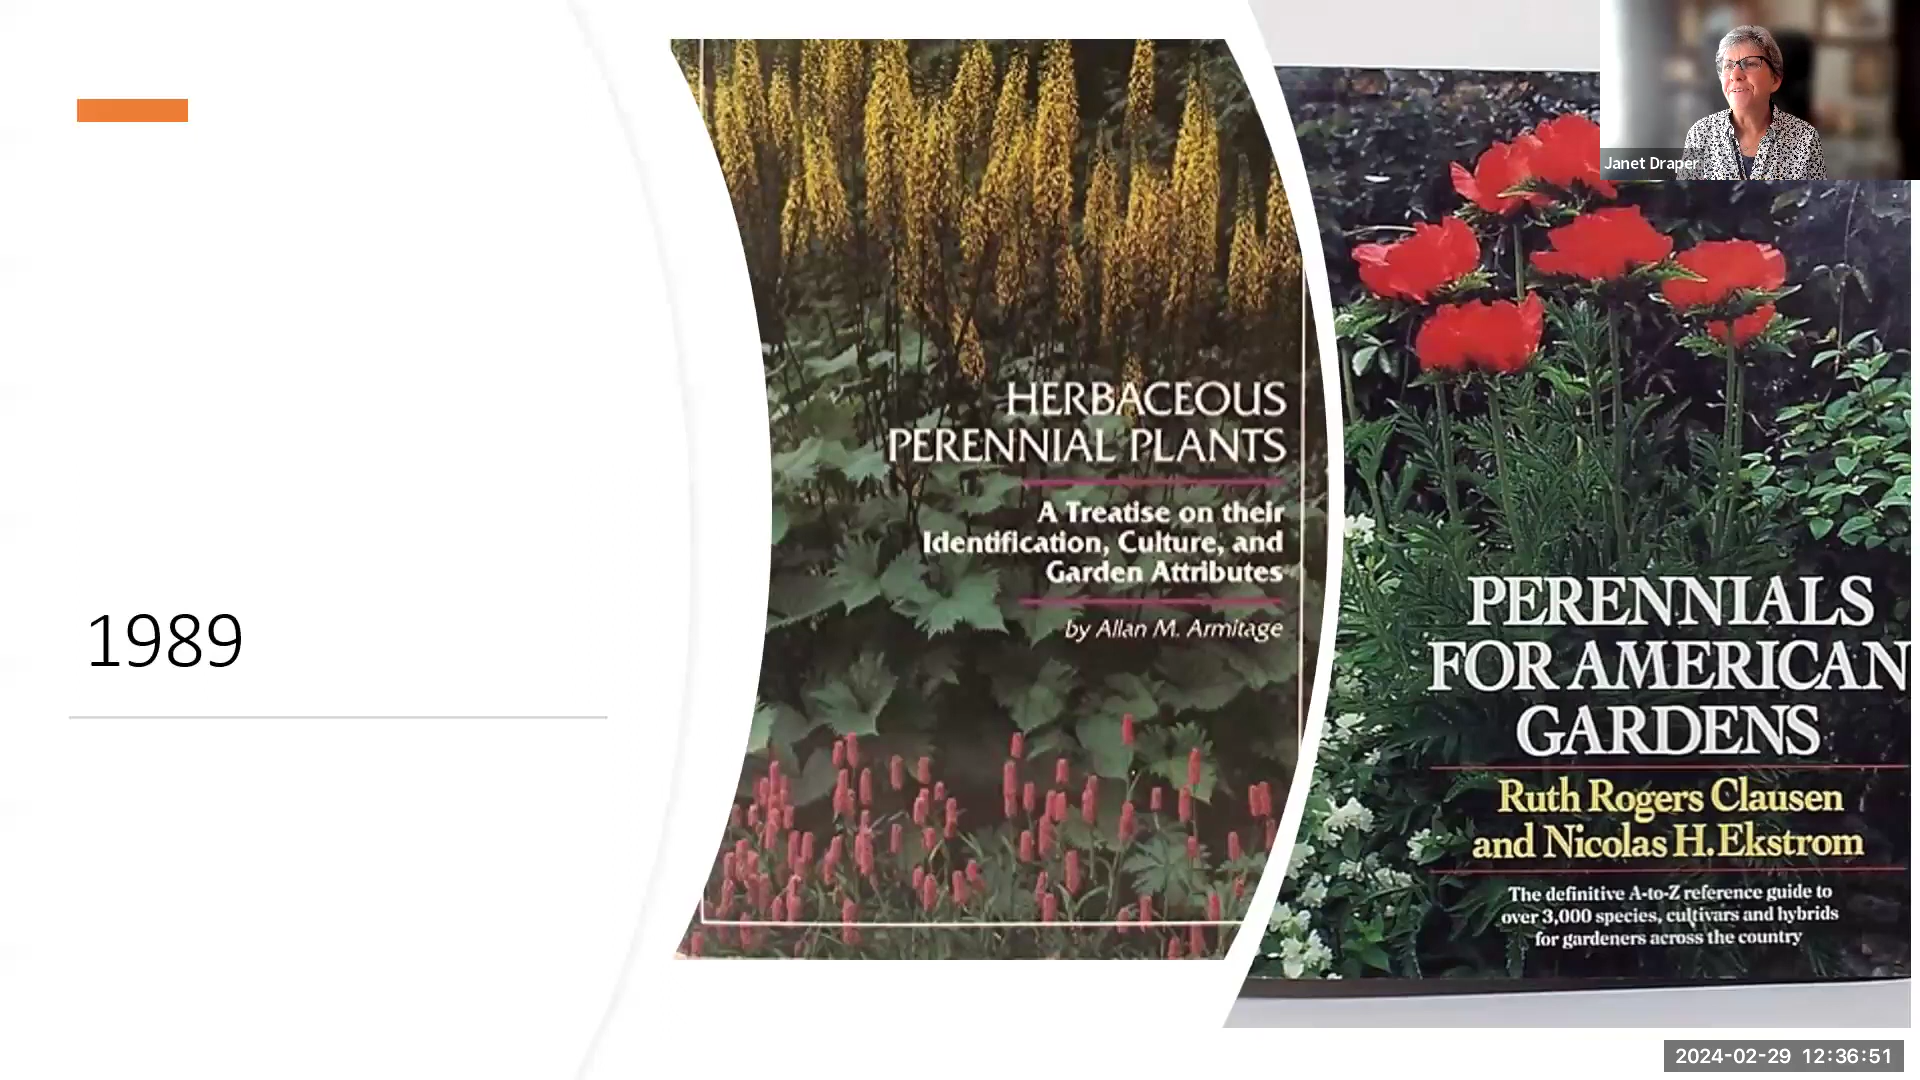 1989
HERBACEOUS
PERENNIAL PLANTS
A Treatise on their
Identification, Culture, and
Garden Attributes
by Allan M. Armitage
PERENNIALS
FOR AMERICAN
GARDENS
Ruth Rogers Clausen
and Nicolas H. Ekstrom
The definitive A-to-Z reference guide to
over 3,000 species, cultivars and hybrids
for gardeners across the country
Janet Draper
2024-02-29 12:36:51